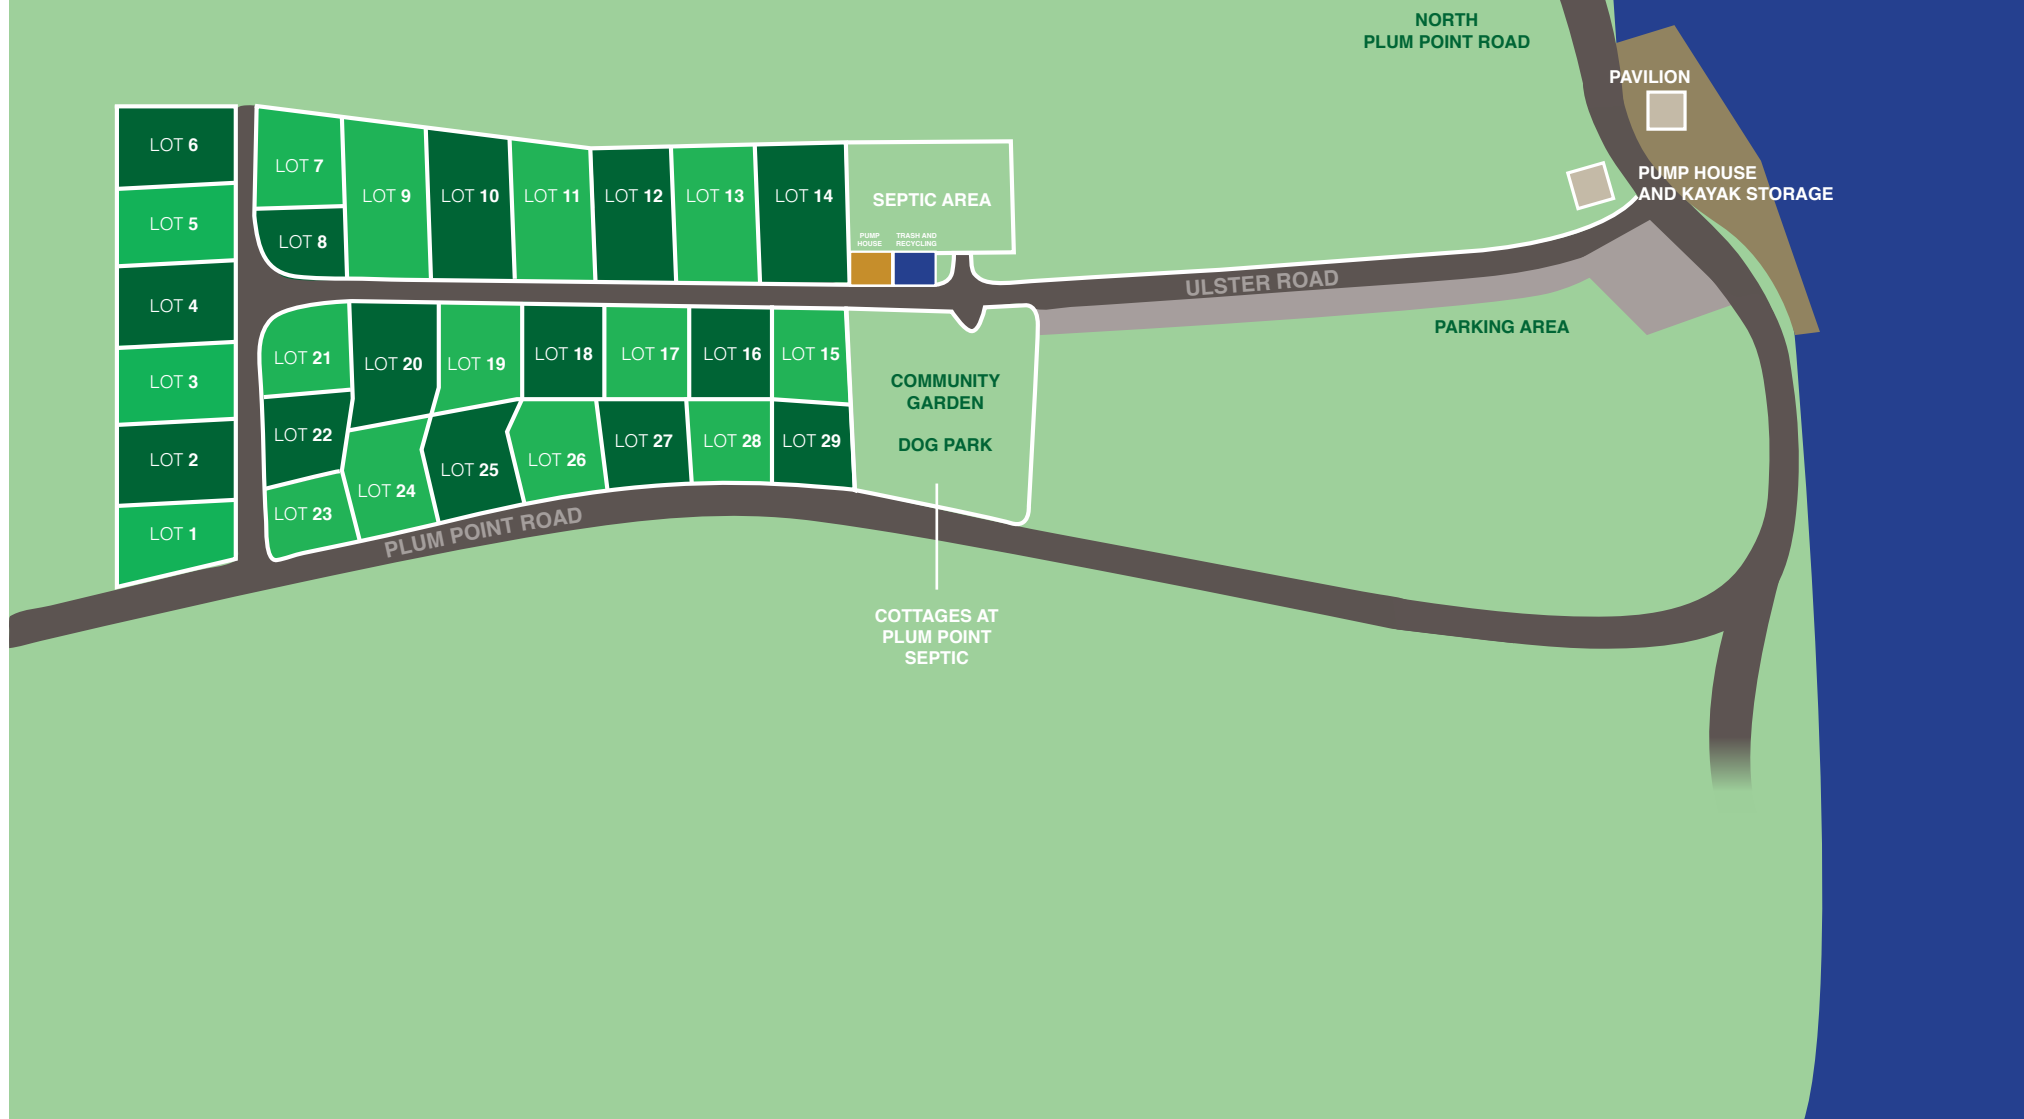 NORTH
PLUM POINT ROAD
PAVILION
PUMP HOUSE
AND KAYAK STORAGE
LOT 6
LOT 5
LOT 4
LOT 3
LOT 2
LOT 1
LOT 7
LOT 8
LOT 9
LOT 10
LOT 11
LOT 12
LOT 13
LOT 14
SEPTIC AREA
PUMP
HOUSE
TRASH AND
RECYCLING
ULSTER ROAD
PARKING AREA
LOT 21
LOT 20
LOT 19
LOT 18
LOT 17
LOT 16
LOT 15
LOT 22
LOT 23
LOT 24
LOT 25
LOT 26
LOT 27
LOT 28
LOT 29
COMMUNITY
GARDEN
DOG PARK
PLUM POINT ROAD
COTTAGES AT
PLUM POINT
SEPTIC